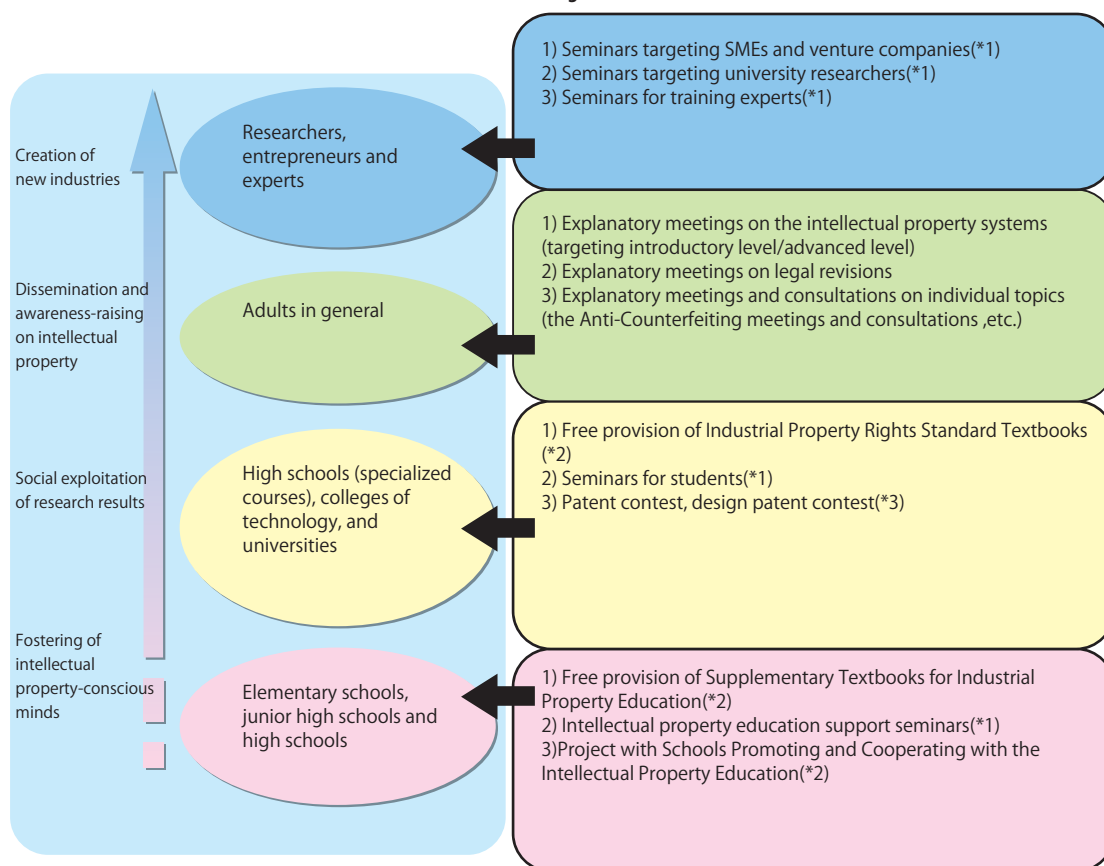 1) Seminars targeting SMEs and venture companies(*1)
2) Seminars targeting university researchers(*1)
3) Seminars for training experts(*1)
Researchers,
entrepreneurs and
experts
Creation of
new industries
1) Explanatory meetings on the intellectual property systems
(targeting introductory level/advanced level)
2) Explanatory meetings on legal revisions
3) Explanatory meetings and consultations on individual topics
(the Anti-Counterfeiting meetings and consultations ,etc.)
Adults in general
Dissemination and
awareness-raising
on intellectual
property
1) Free provision of Industrial Property Rights Standard Textbooks
(*2)
2) Seminars for students(*1)
3) Patent contest, design patent contest(*3)
High schools (specialized
courses), colleges of
technology, and
universities
Social exploitation
of research results
1) Free provision of Supplementary Textbooks for Industrial
Property Education(*2)
2) Intellectual property education support seminars(*1)
3)Project with Schools Promoting and Cooperating with the
Intellectual Property Education(*2)
Elementary schools,
junior high schools and
high schools
Fostering of
intellectual
property-conscious
minds